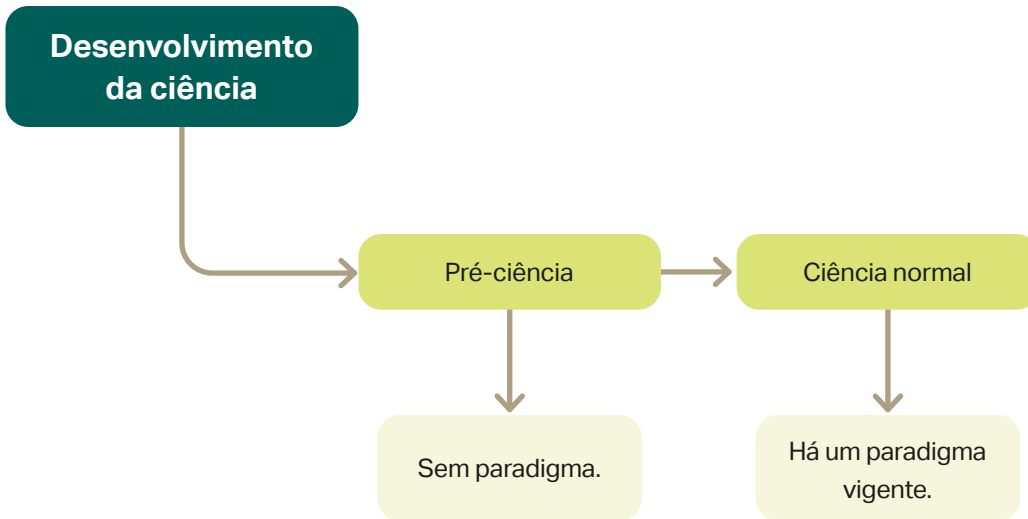 Desenvolvimento
da ciência
Pré-ciência
Ciência normal
Sem paradigma.
Há um paradigma
vigente.